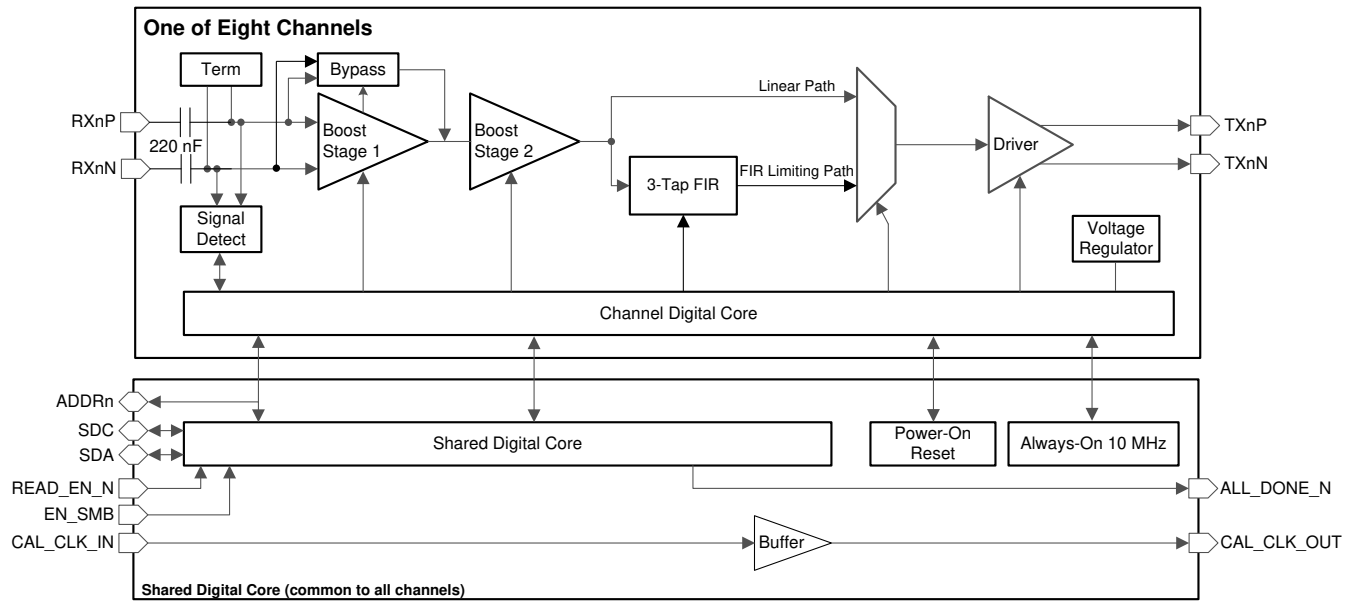 One of Eight Channels
Term
Bypass
Linear Path
RXnP
220 nF
RXnN
Boost
Stage 1
Boost
Stage 2
3-Tap FIR
FIR Limiting Path
Driver
TXnP
TXnN
Signal
Detect
Voltage
Regulator
Channel Digital Core
ADDRn
SDC
SDA
READ_EN_N
EN_SMB
CAL_CLK_IN
Shared Digital Core
Power-On
Reset
Always-On 10 MHz
ALL_DONE_N
Buffer
CAL_CLK_OUT
Shared Digital Core (common to all channels)